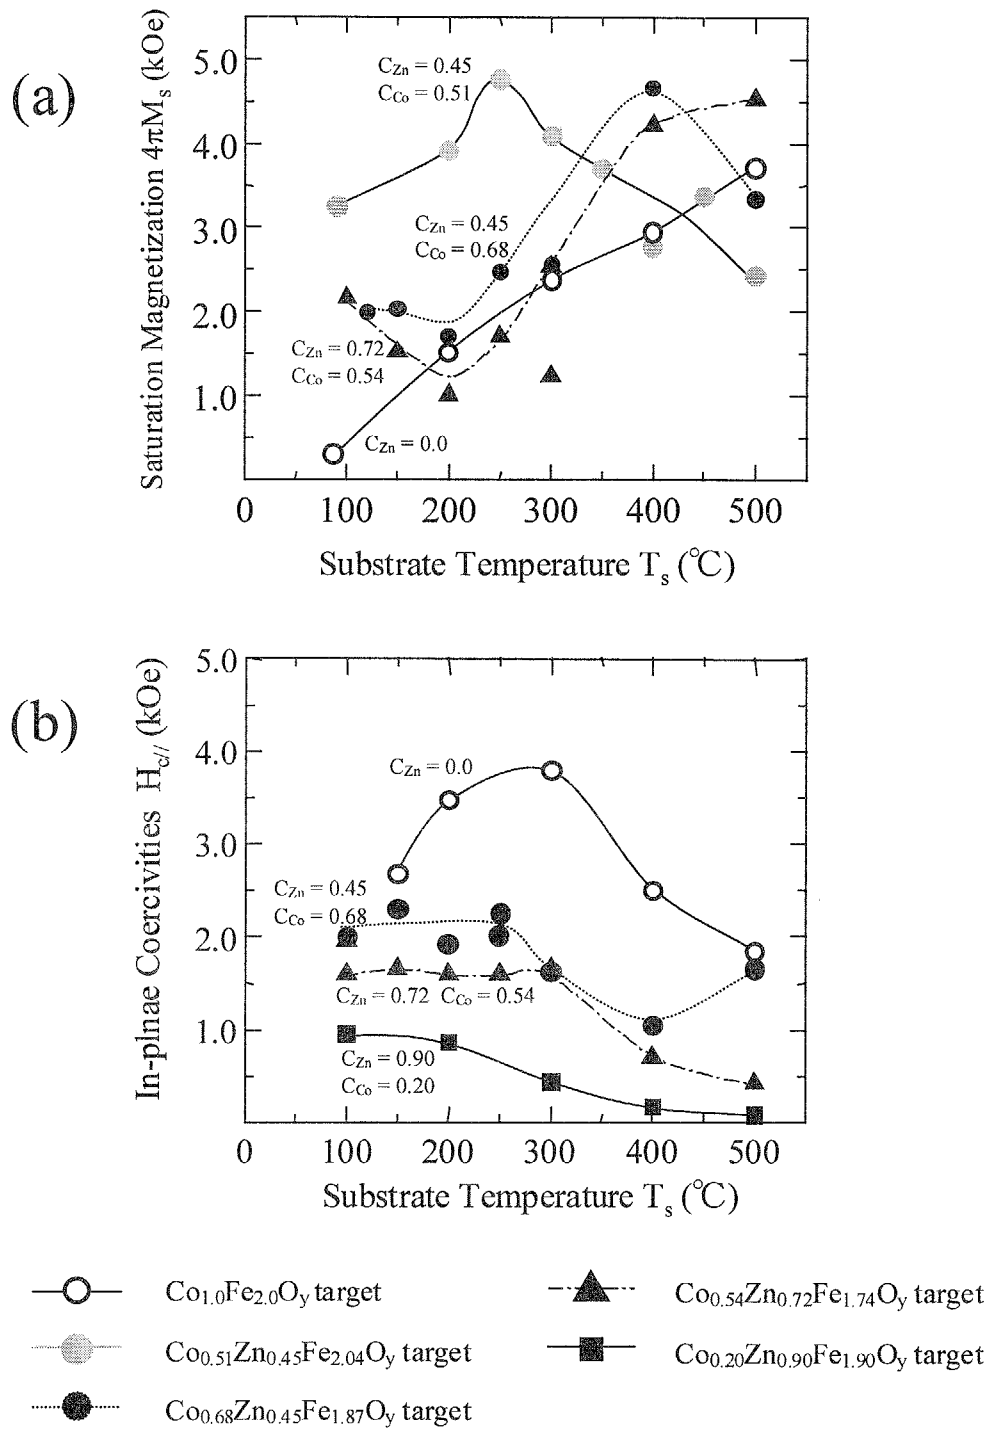 (a)
Saturation Magnetization 4πMs (kOe)
5.0
4.0
3.0
2.0
1.0
CZn = 0.45
CCo = 0.51
CZn = 0.45
CCo = 0.68
CZn = 0.72
CCo = 0.54
CZn = 0.0
0 100 200 300 400 500
Substrate Temperature Ts (℃)
(b)
In-plnae Coercivities Hc// (kOe)
5.0
4.0
3.0
2.0
1.0
CZn = 0.0
CZn = 0.45
CCo = 0.68
CZn = 0.72 CCo = 0.54
CZn = 0.90
CCo = 0.20
0 100 200 300 400 500
Substrate Temperature Ts (℃)
Co1.0Fe2.0Oy target
Co0.51Zn0.45Fe2.04Oy target
Co0.68Zn0.45Fe1.87Oy target
Co0.54Zn0.72Fe1.74Oy target
Co0.20Zn0.90Fe1.90Oy target